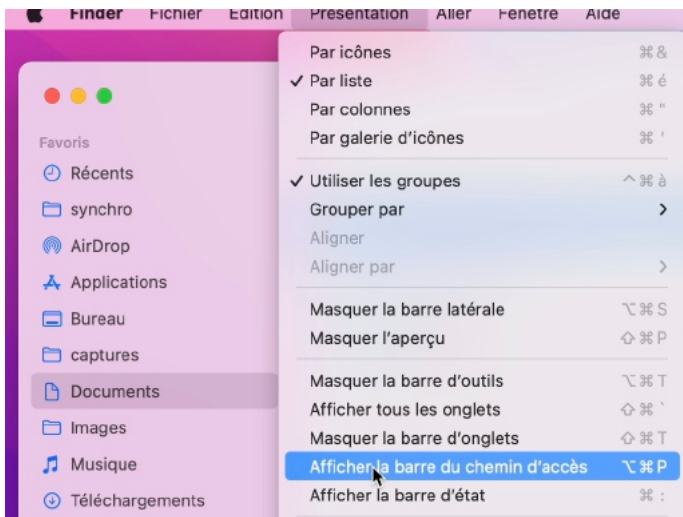 Finder Fichier Édition Présentation Aller Fenêtre Aide
Favoris
Récents
synchro
AirDrop
Applications
Bureau
captures
Documents
Images
Musique
Téléchargements
Par icônes ⌘ &
✓ Par liste ⌘ é
Par colonnes ⌘ "
Par galerie d'icônes ⌘ '
✓ Utiliser les groupes ^ ⌘ à
Grouper par >
Aligner
Aligner par >
Masquer la barre latérale ⌥ ⌘ S
Masquer l'aperçu ⇧ ⌘ P
Masquer la barre d'outils ⌥ ⌘ T
Afficher tous les onglets ⇧ ⌘ `
Masquer la barre d'onglets ⇧ ⌘ T
Afficher la barre du chemin d'accès ⌥ ⌘ P
Afficher la barre d'état ⌘ :